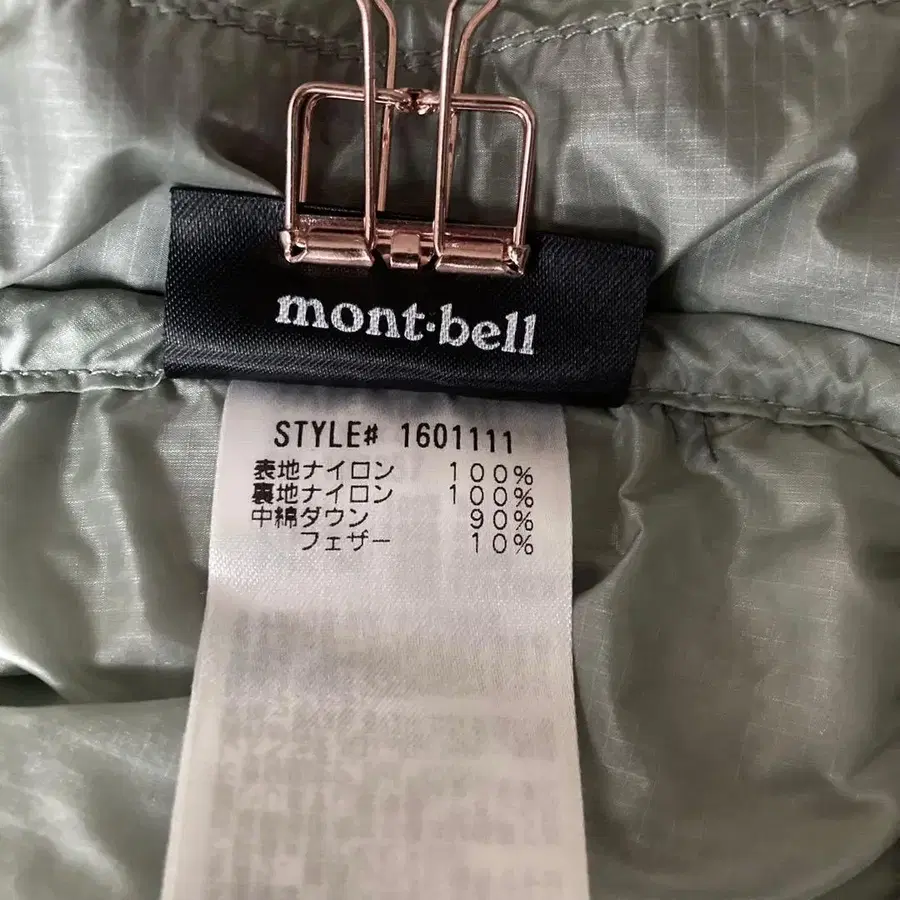 mont·bell
STYLE# 1601111
表地ナイロン 100%
裏地ナイロン 100%
中綿ダウン 90%
フェザー 10%